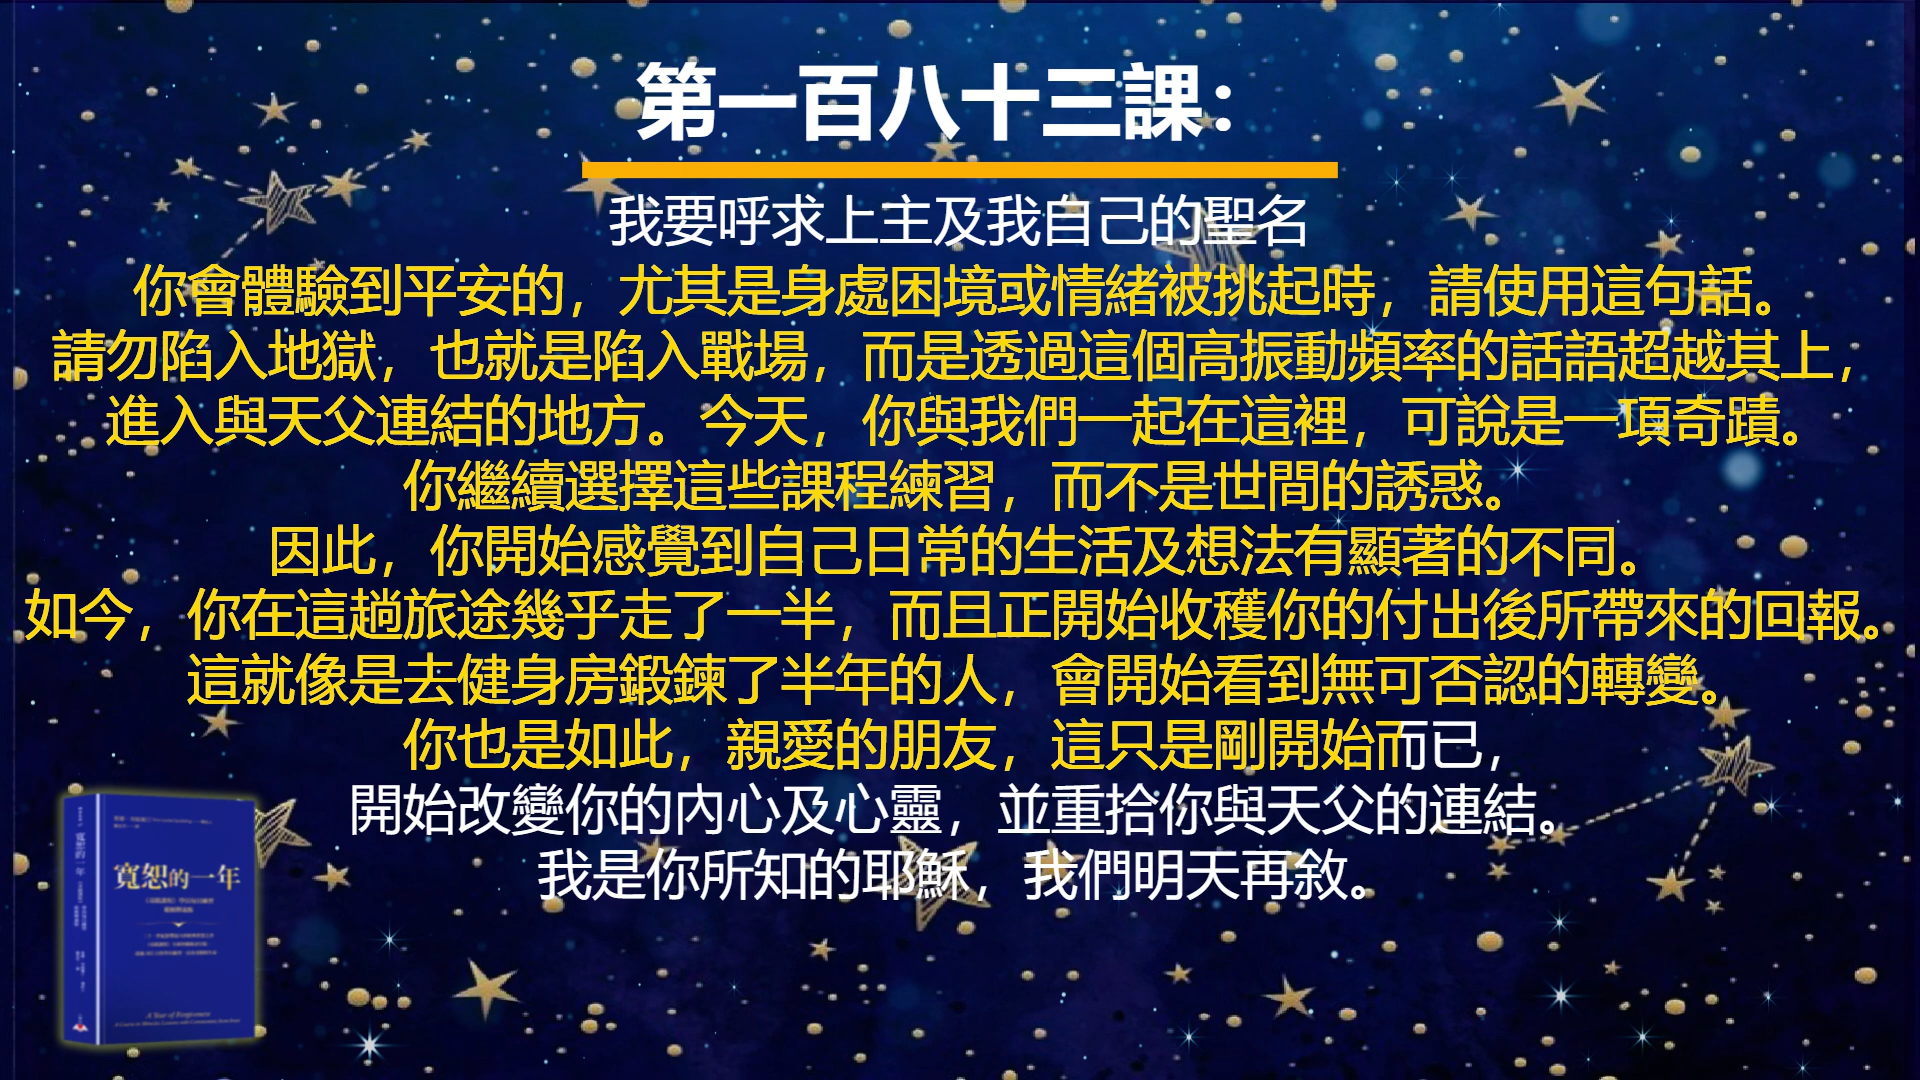 第一百八十三課：
我要呼求上主及我自己的聖名
你會體驗到平安的，尤其是身處困境或情緒被挑起時，請使用這句話。
請勿陷入地獄，也就是陷入戰場，而是透過這個高振動頻率的話語超越其上，
進入與天父連結的地方。今天，你與我們一起在這裡，可說是一項奇蹟。
你繼續選擇這些課程練習，而不是世間的誘惑。
因此，你開始感覺到自己日常的生活及想法有顯著的不同。
如今，你在這趟旅途幾乎走了一半，而且正開始收穫你的付出後所帶來的回報。
這就像是去健身房鍛鍊了半年的人，會開始看到無可否認的轉變。
你也是如此，親愛的朋友，這只是剛開始而已，
開始改變你的內心及心靈，並重拾你與天父的連結。
我是你所知的耶穌，我們明天再敘。
寬恕的一年
寬恕的一年
A Year of Forgiveness